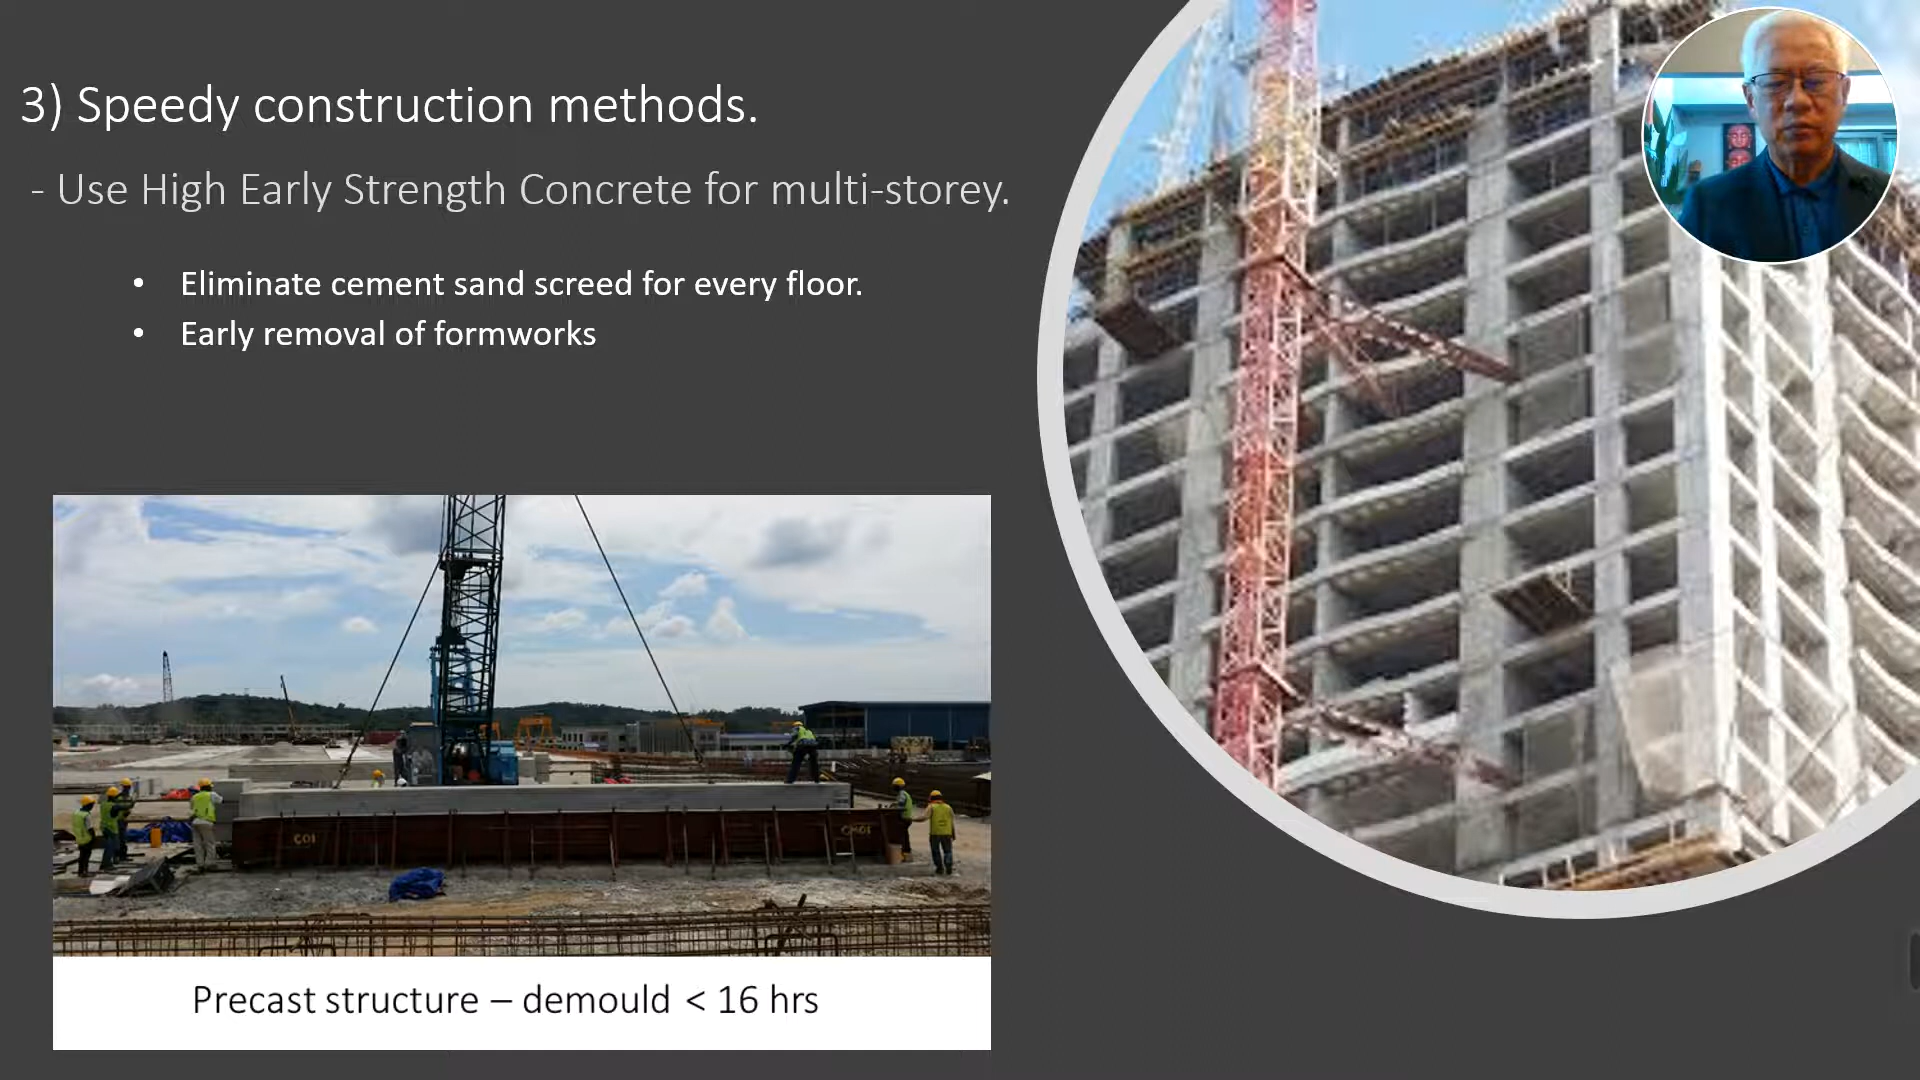 3) Speedy construction methods.
- Use High Early Strength Concrete for multi-storey.
• Eliminate cement sand screed for every floor.
• Early removal of formworks
C01
Precast structure – demould < 16 hrs